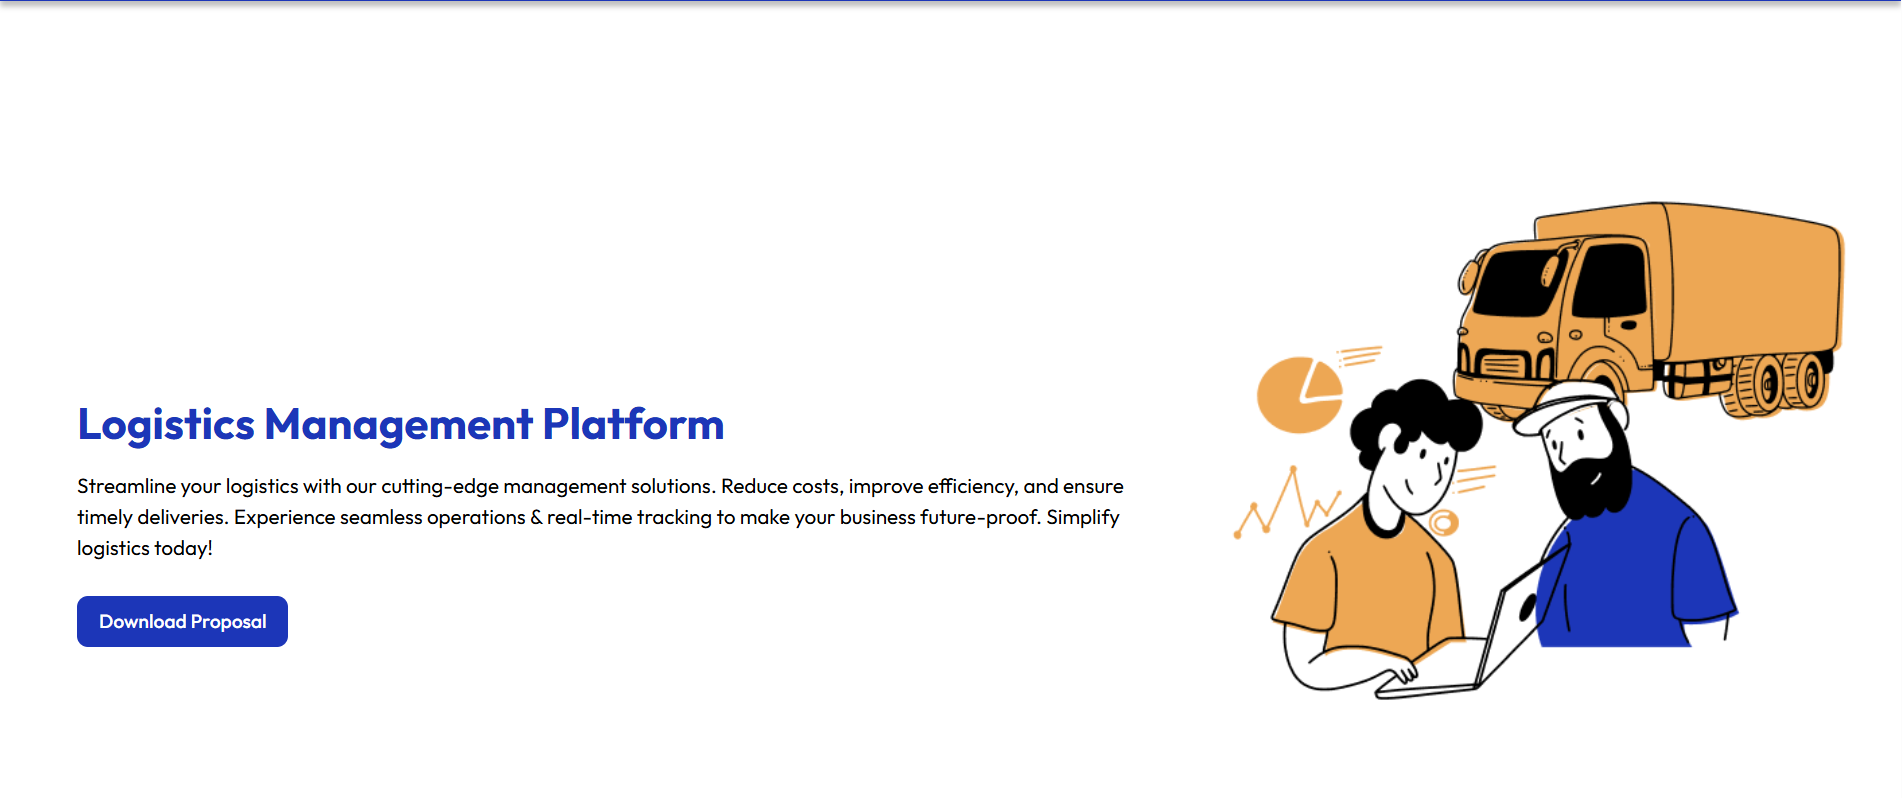 Logistics Management Platform
Streamline your logistics with our cutting-edge management solutions. Reduce costs, improve efficiency, and ensure
timely deliveries. Experience seamless operations & real-time tracking to make your business future-proof. Simplify
logistics today!
Download Proposal